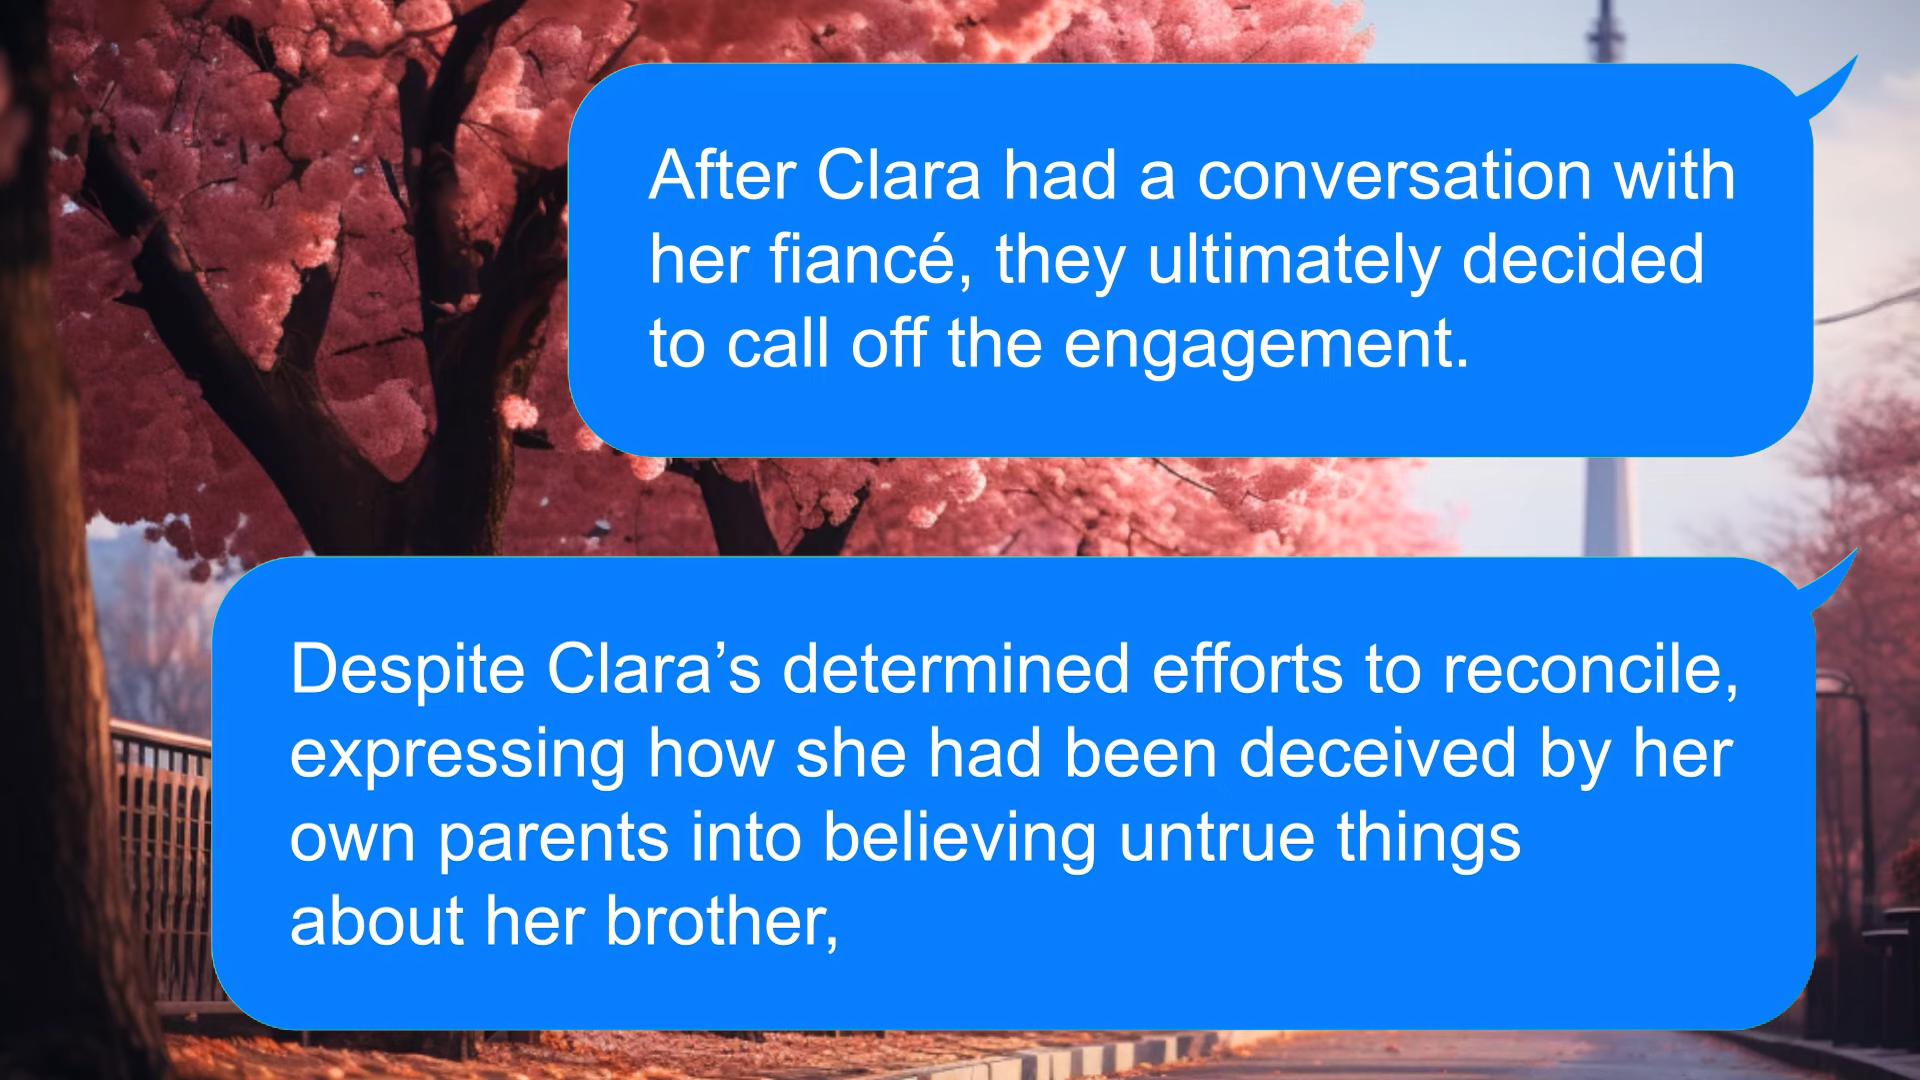 After Clara had a conversation with
her fiancé, they ultimately decided
to call off the engagement.
Despite Clara’s determined efforts to reconcile,
expressing how she had been deceived by her
own parents into believing untrue things
about her brother,